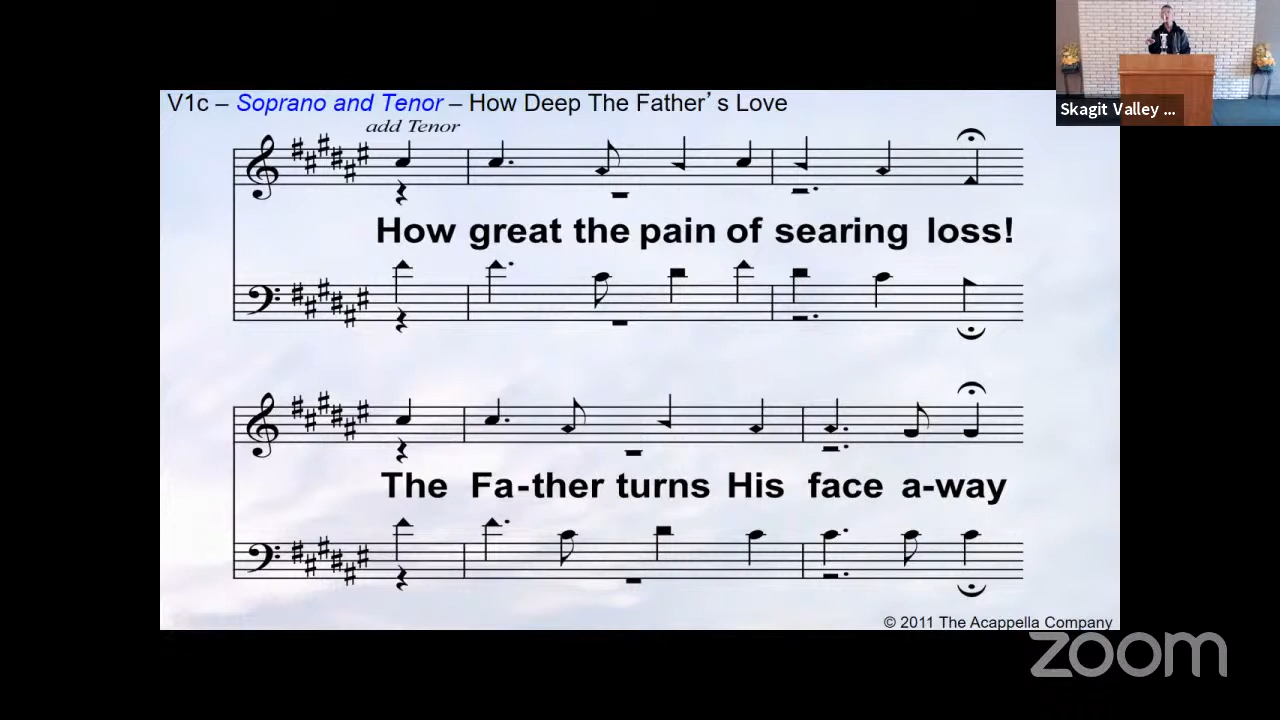 Skagit Valley ...
V1c – Soprano and Tenor – How Deep The Father's Love
add Tenor
How great the pain of searing loss!
The Fa-ther turns His face a-way
© 2011 The Acappella Company
zoom